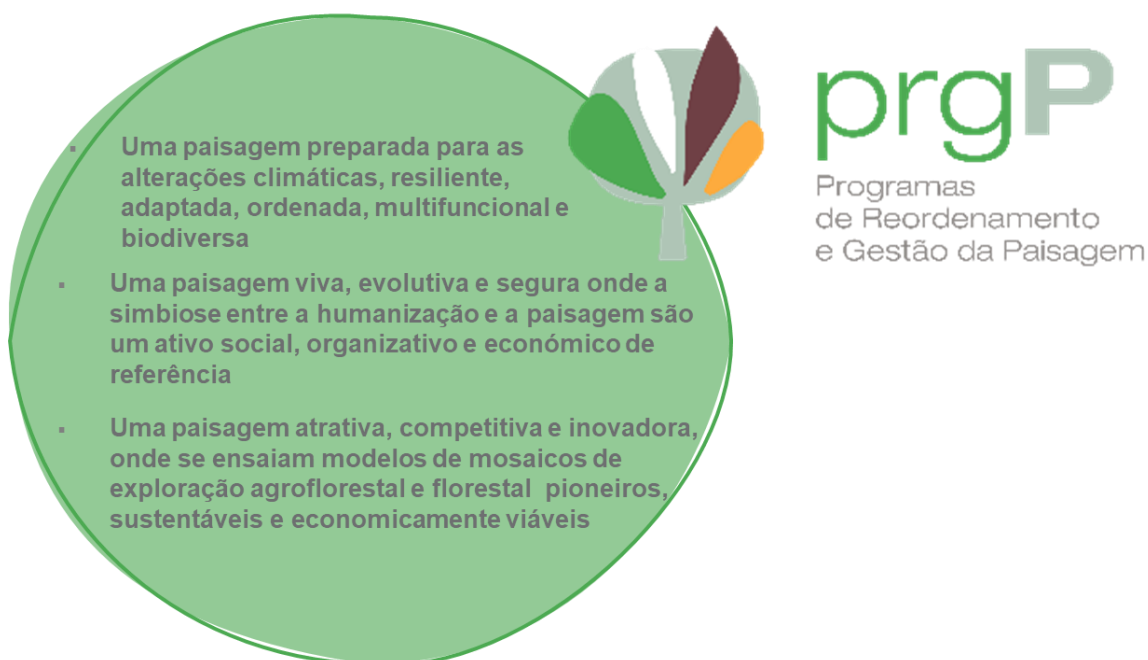 prgP
Programas
de Reordenamento
e Gestão da Paisagem
▪ Uma paisagem preparada para as
alterações climáticas, resiliente,
adaptada, ordenada, multifuncional e
biodiversa
▪ Uma paisagem viva, evolutiva e segura onde a
simbiose entre a humanização e a paisagem são
um ativo social, organizativo e económico de
referência
▪ Uma paisagem atrativa, competitiva e inovadora,
onde se ensaiam modelos de mosaicos de
exploração agroflorestal e florestal pioneiros,
sustentáveis e economicamente viáveis